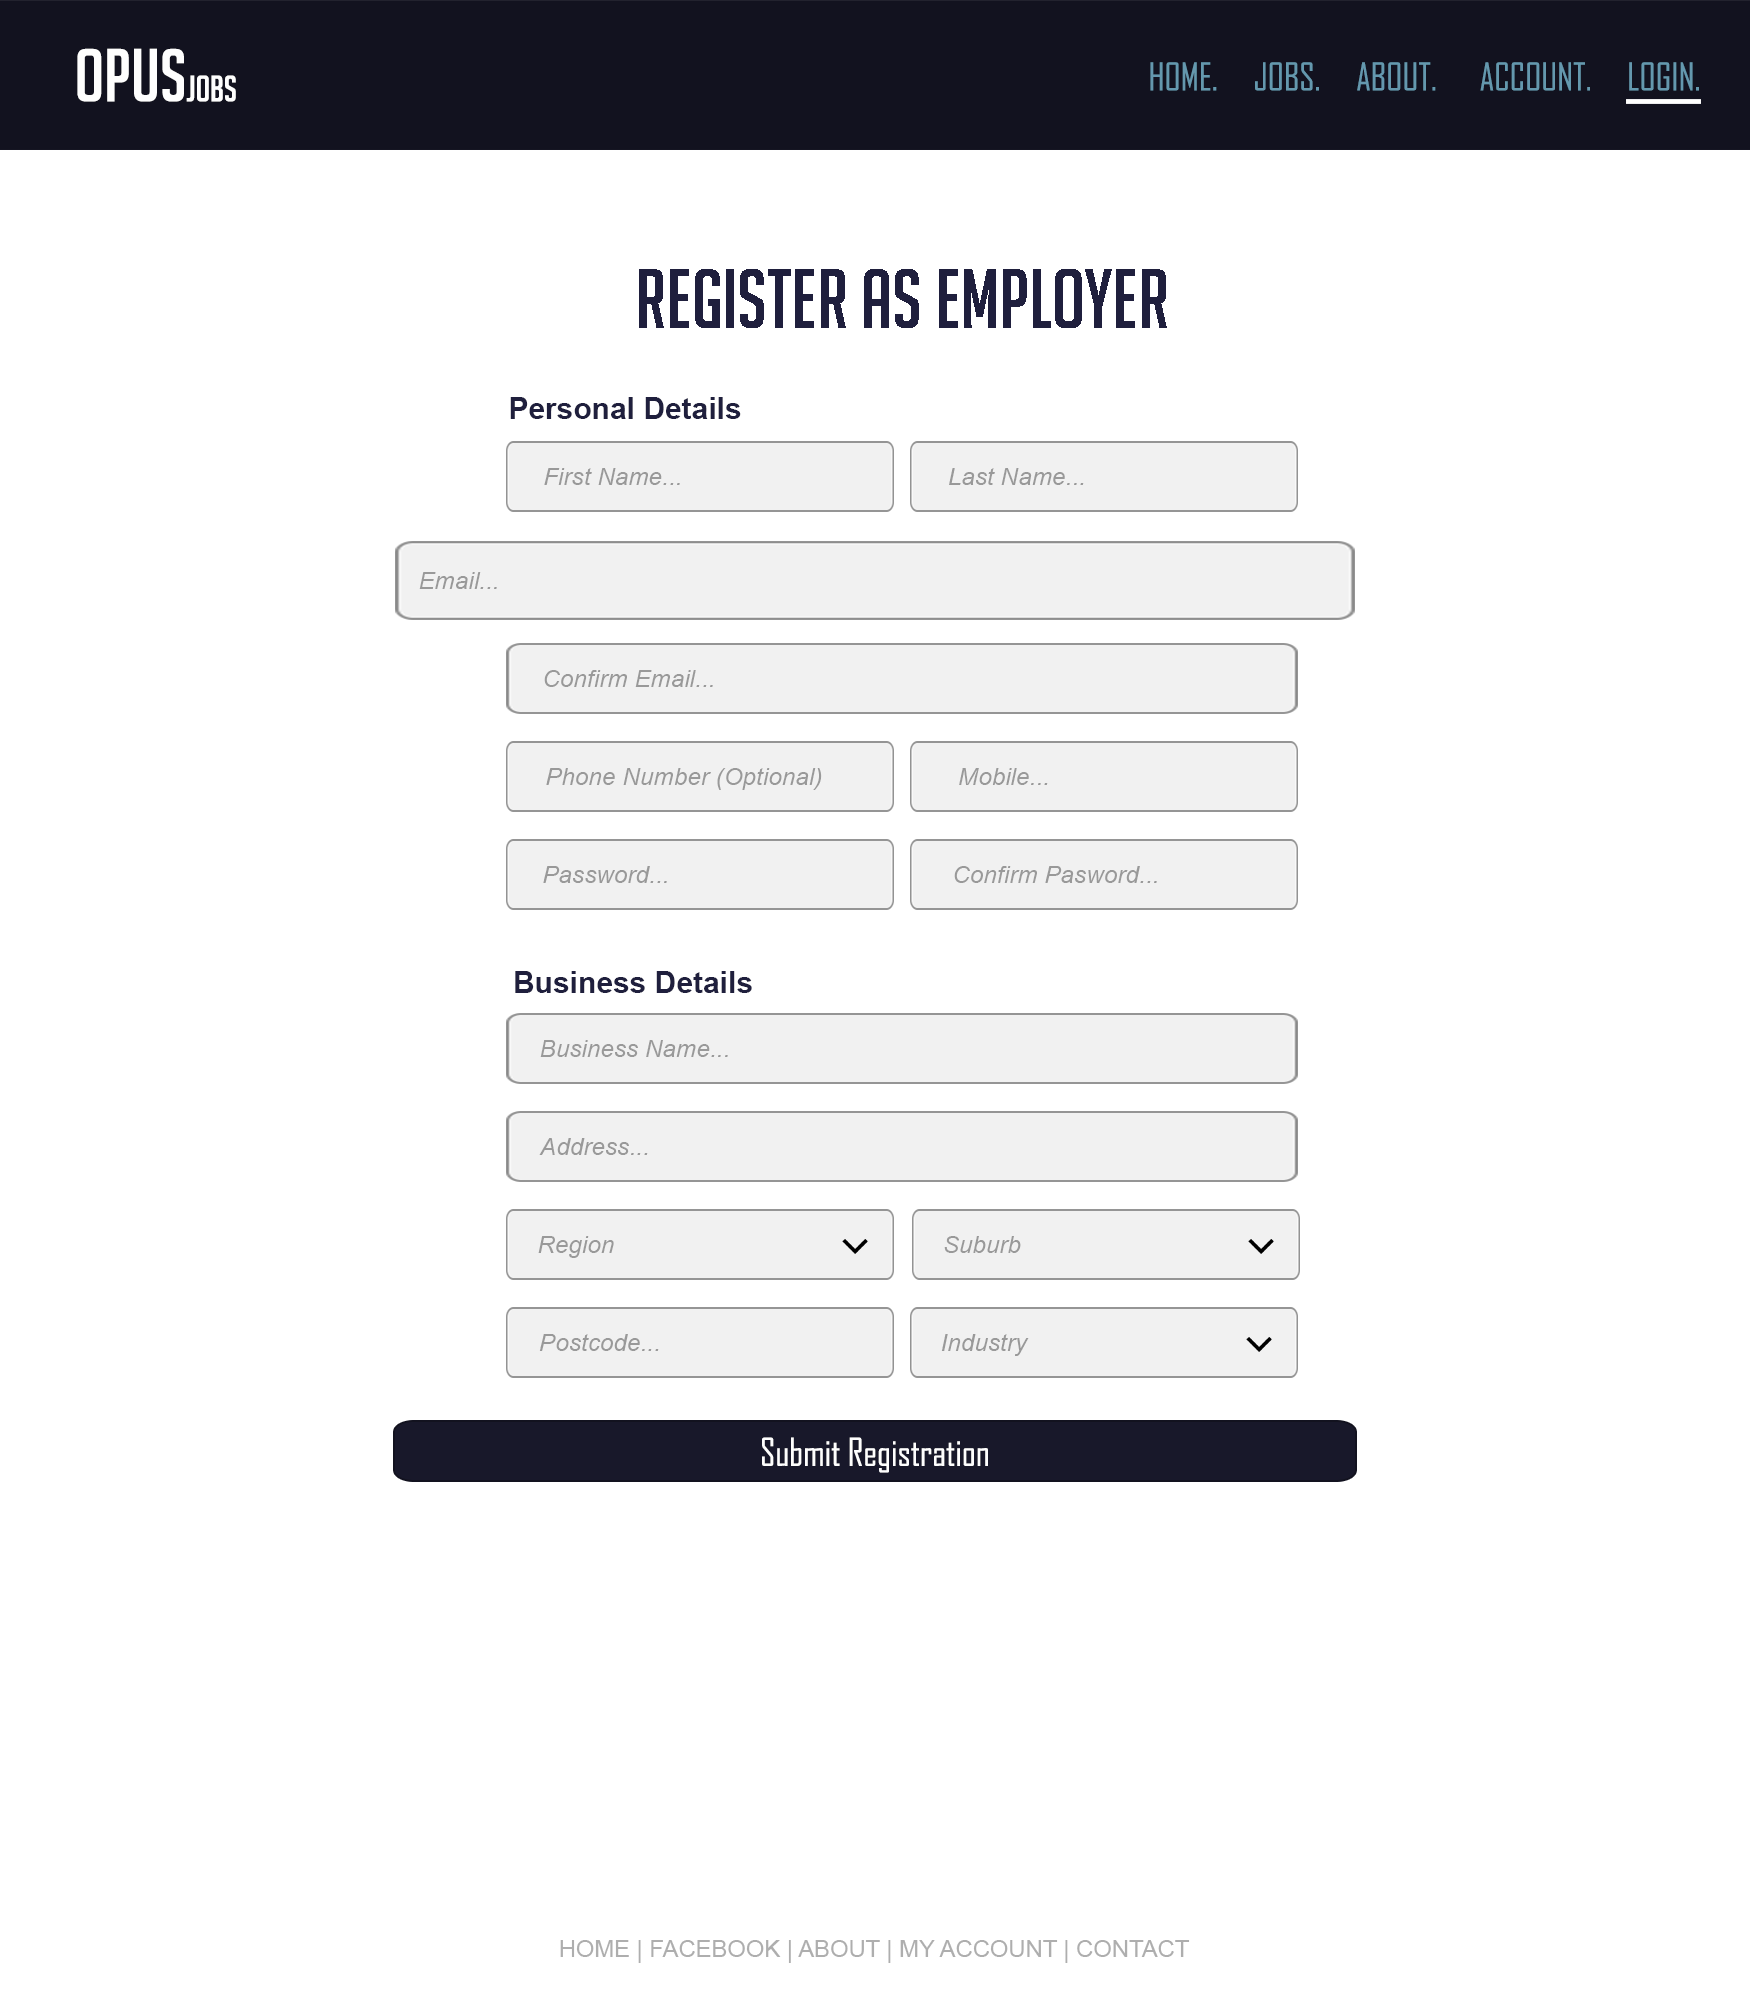 OPUSJOBS
HOME. JOBS. ABOUT. ACCOUNT. LOGIN.
REGISTER AS EMPLOYER
Personal Details
First Name... Last Name...
Email...
Confirm Email...
Phone Number (Optional) Mobile...
Password... Confirm Pasword...
Business Details
Business Name...
Address...
Region Suburb
Postcode... Industry
Submit Registration
HOME | FACEBOOK | ABOUT | MY ACCOUNT | CONTACT